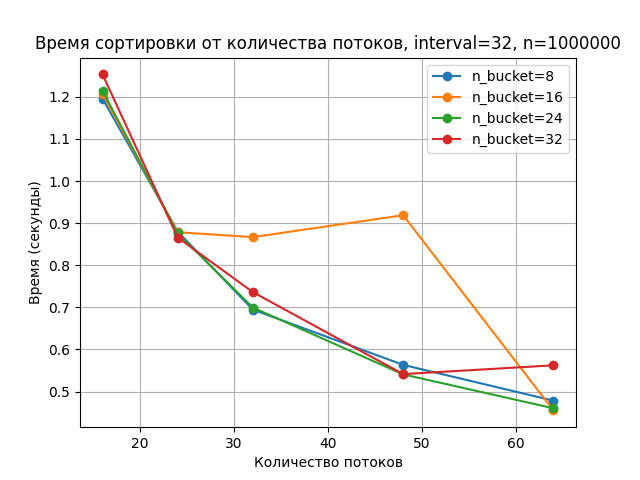 Время сортировки от количества потоков, interval=32, n=1000000
n_bucket=8
n_bucket=16
n_bucket=24
n_bucket=32
1.2
1.1
1.0
0.9
0.8
0.7
0.6
0.5
Время (секунды)
20 30 40 50 60
Количество потоков